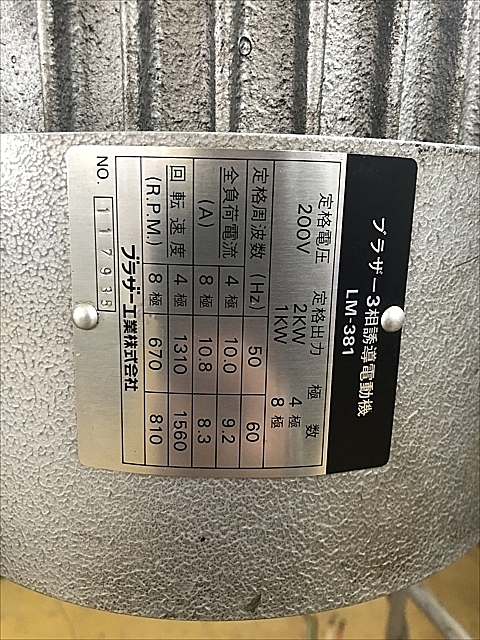 ブラザー3相誘導電動機
LM-381
定格電圧 定格出力 極数
200V 2KW 4極
1KW 8極
定格周波数 (Hz) 50 60
全負荷電流 (A) 4極 10.0 9.2
8極 10.8 8.3
回転速度 (R.P.M.) 4極 1310 1560
8極 670 810
ブラザー工業株式会社
NO. 117935